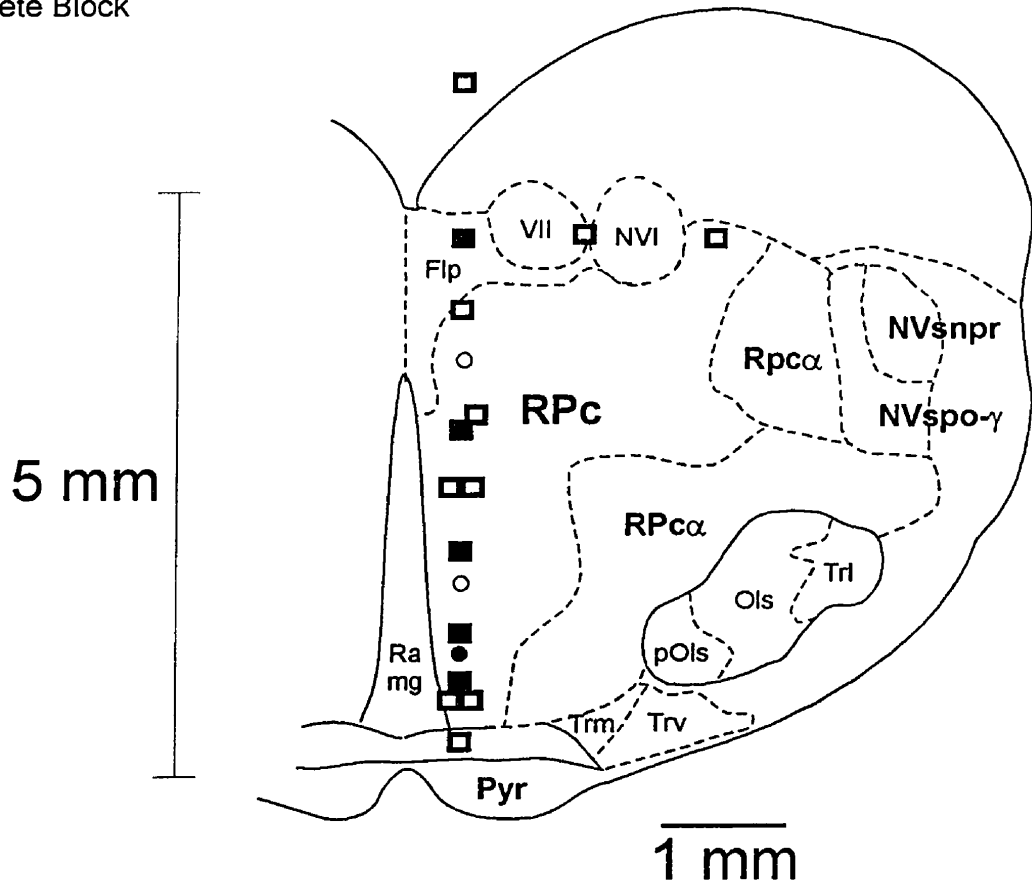 ete Block
VII
NVI
Flp
NVsnpr
Rpcα
RPc
NVspo-γ
5 mm
RPcα
Trl
Ols
Ra
mg
pOls
Trm
Trv
Pyr
1 mm